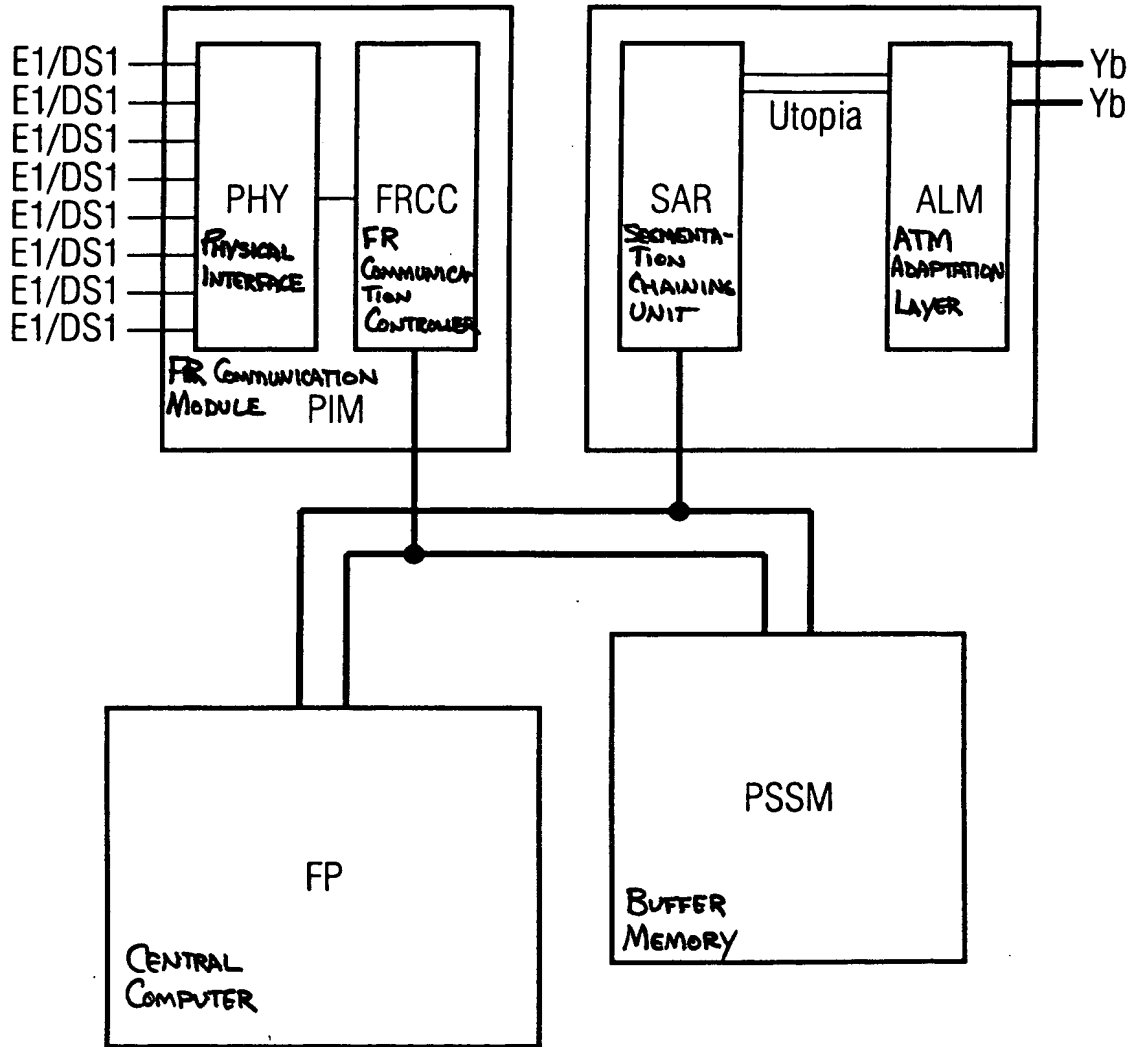 E1/DS1
E1/DS1
E1/DS1
E1/DS1
E1/DS1
E1/DS1
E1/DS1
E1/DS1
PHY
PHYSICAL
INTERFACE
FRCC
FR
COMMUNICA-
TION
CONTROLLER
FR COMMUNICATION
MODULE
PIM
SAR
SEGMENTA-
TION
CHAINING
UNIT
Utopia
ALM
ATM
ADAPTATION
LAYER
Yb
Yb
FP
CENTRAL
COMPUTER
PSSM
BUFFER
MEMORY